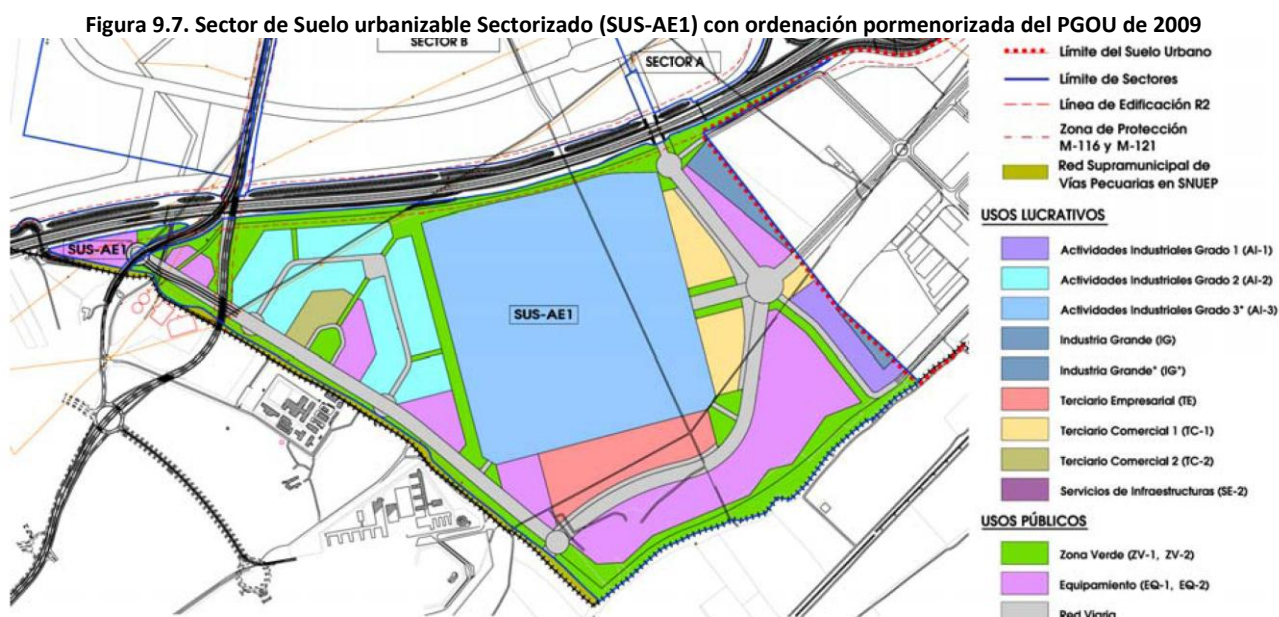 Figura 9.7. Sector de Suelo urbanizable Sectorizado (SUS-AE1) con ordenación pormenorizada del PGOU de 2009
SECTOR B
SECTOR A
SUS-AE1
SUS-AE1
Límite del Suelo Urbano
Límite de Sectores
Línea de Edificación R2
Zona de Protección
M-116 y M-121
Red Supramunicipal de
Vías Pecuarias en SNUEP
USOS LUCRATIVOS
Actividades Industriales Grado 1 (AI-1)
Actividades Industriales Grado 2 (AI-2)
Actividades Industriales Grado 3* (AI-3)
Industria Grande (IG)
Industria Grande* (IG*)
Terciario Empresarial (TE)
Terciario Comercial 1 (TC-1)
Terciario Comercial 2 (TC-2)
Servicios de Infraestructuras (SE-2)
USOS PÚBLICOS
Zona Verde (ZV-1, ZV-2)
Equipamiento (EQ-1, EQ-2)
Red Viaria